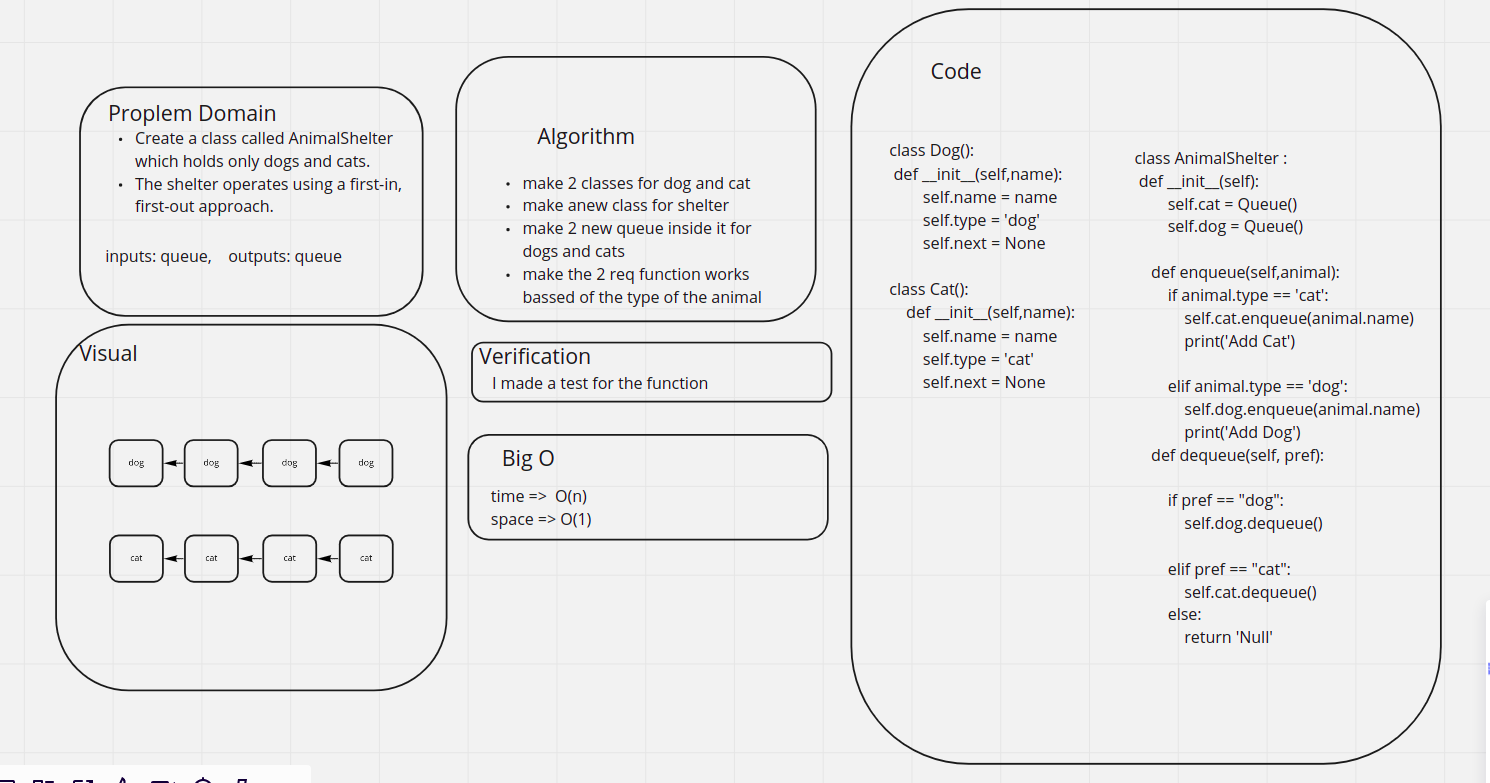 Proplem Domain
• Create a class called AnimalShelter
which holds only dogs and cats.
• The shelter operates using a first-in,
first-out approach.
inputs: queue, outputs: queue
Visual
dog dog dog dog
cat cat cat cat
Algorithm
• make 2 classes for dog and cat
• make anew class for shelter
• make 2 new queue inside it for
dogs and cats
• make the 2 req function works
bassed of the type of the animal
Verification
I made a test for the function
Big O
time => O(n)
space => O(1)
Code
class Dog():
def __init__(self,name):
self.name = name
self.type = 'dog'
self.next = None
class Cat():
def __init__(self,name):
self.name = name
self.type = 'cat'
self.next = None
class AnimalShelter :
def __init__(self):
self.cat = Queue()
self.dog = Queue()
def enqueue(self,animal):
if animal.type == 'cat':
self.cat.enqueue(animal.name)
print('Add Cat')
elif animal.type == 'dog':
self.dog.enqueue(animal.name)
print('Add Dog')
def dequeue(self, pref):
if pref == "dog":
self.dog.dequeue()
elif pref == "cat":
self.cat.dequeue()
else:
return 'Null'